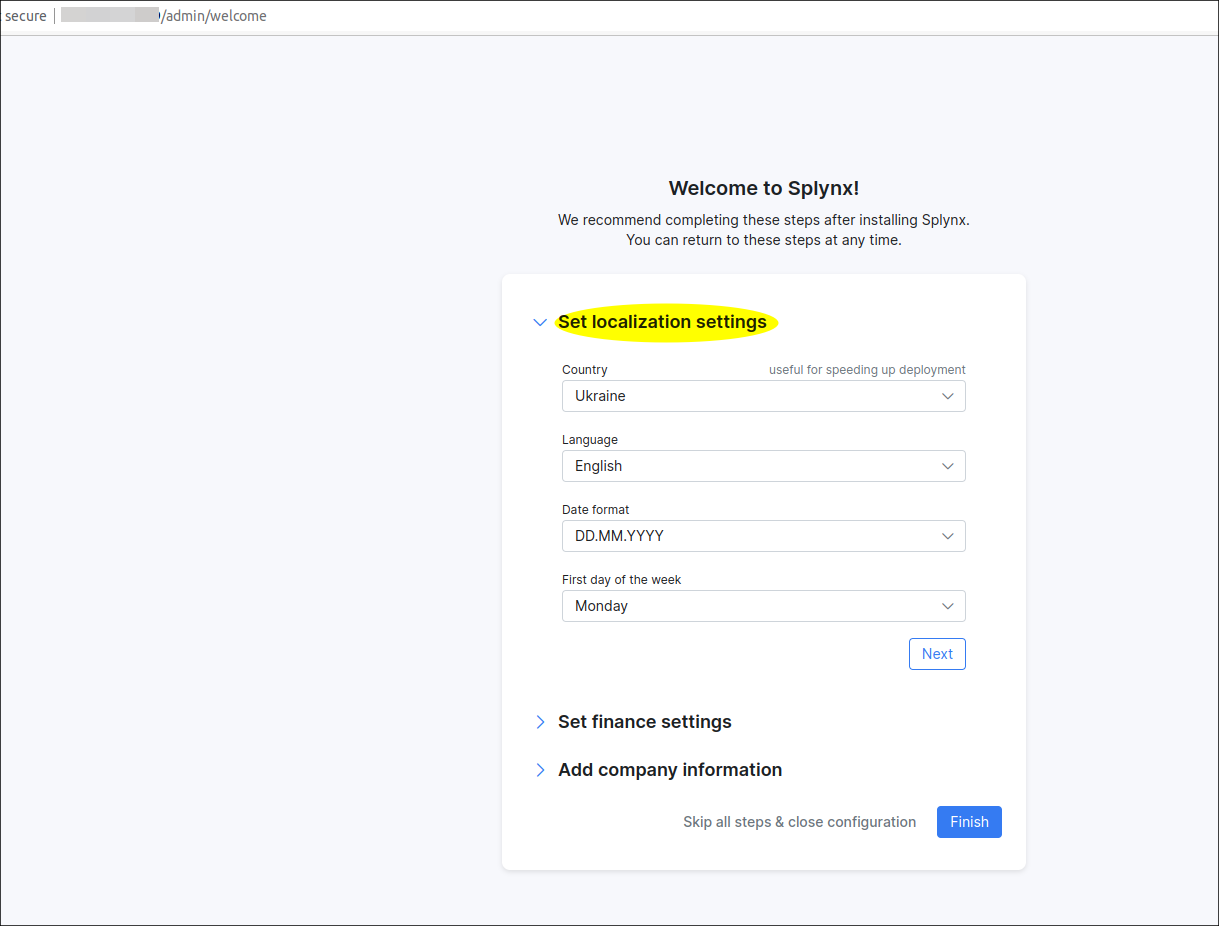 secure /admin/welcome
Welcome to Splynx!
We recommend completing these steps after installing Splynx.
You can return to these steps at any time.
Set localization settings
Country useful for speeding up deployment
Ukraine
Language
English
Date format
DD.MM.YYYY
First day of the week
Monday
Next
Set finance settings
Add company information
Skip all steps & close configuration Finish